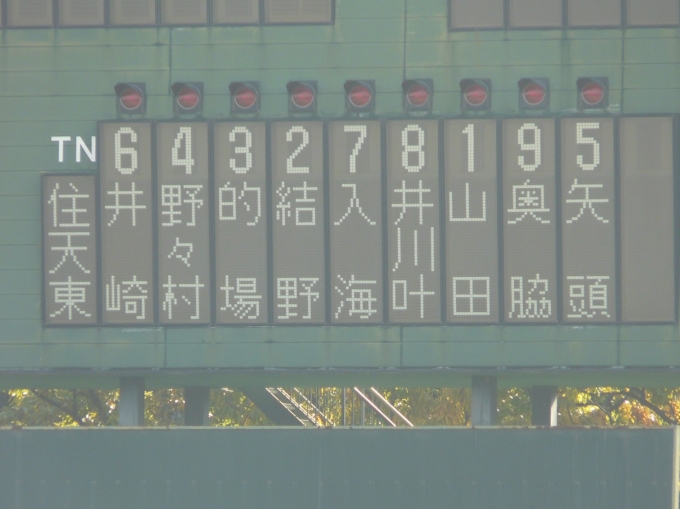 TN
住天東
6 井崎
4 野々村
3 的場
2 結野
7 入海
8 井川叶
1 山田
9 奥脇
5 矢頭